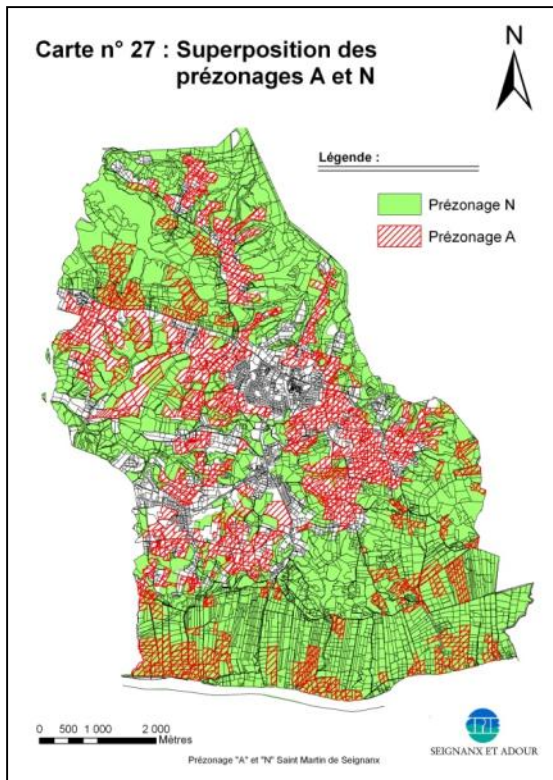 Carte n° 27 : Superposition des
prézonages A et N
N
Légende :
Prézonage N
Prézonage A
0 500 1 000 2 000
Mètres
Prézonage "A" et "N" Saint Martin de Seignanx
CPIE
SEIGNANX ET ADOUR